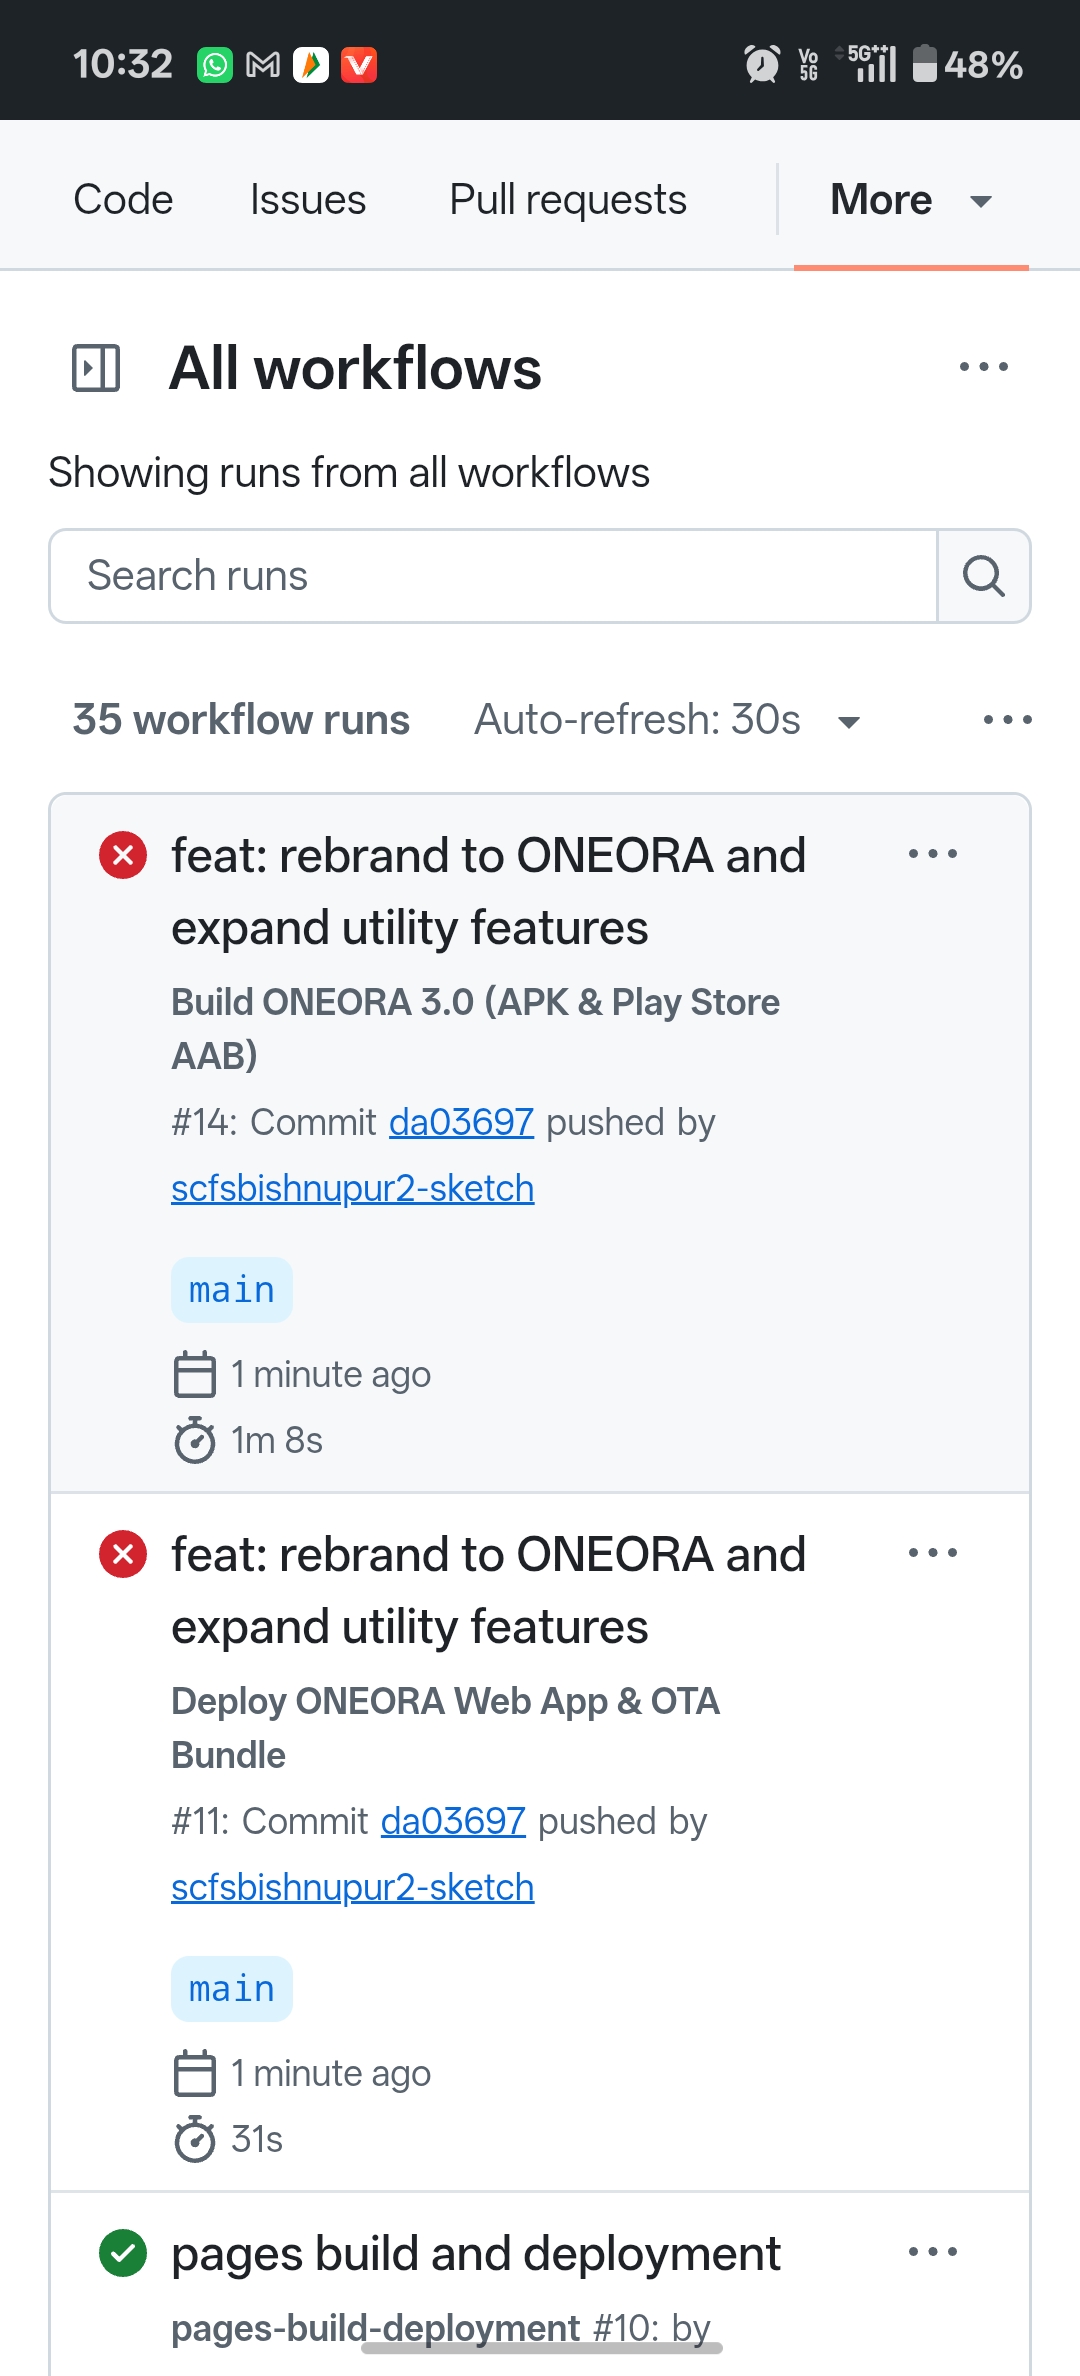 10:32
Vo 5G 5G++ 48%
Code Issues Pull requests More
All workflows
Showing runs from all workflows
Search runs
35 workflow runs Auto-refresh: 30s
feat: rebrand to ONEORA and
expand utility features
Build ONEORA 3.0 (APK & Play Store
AAB)
#14: Commit da03697 pushed by
scfsbishnupur2-sketch
main
1 minute ago
1m 8s
feat: rebrand to ONEORA and
expand utility features
Deploy ONEORA Web App & OTA
Bundle
#11: Commit da03697 pushed by
scfsbishnupur2-sketch
main
1 minute ago
31s
pages build and deployment
pages-build-deployment #10: by